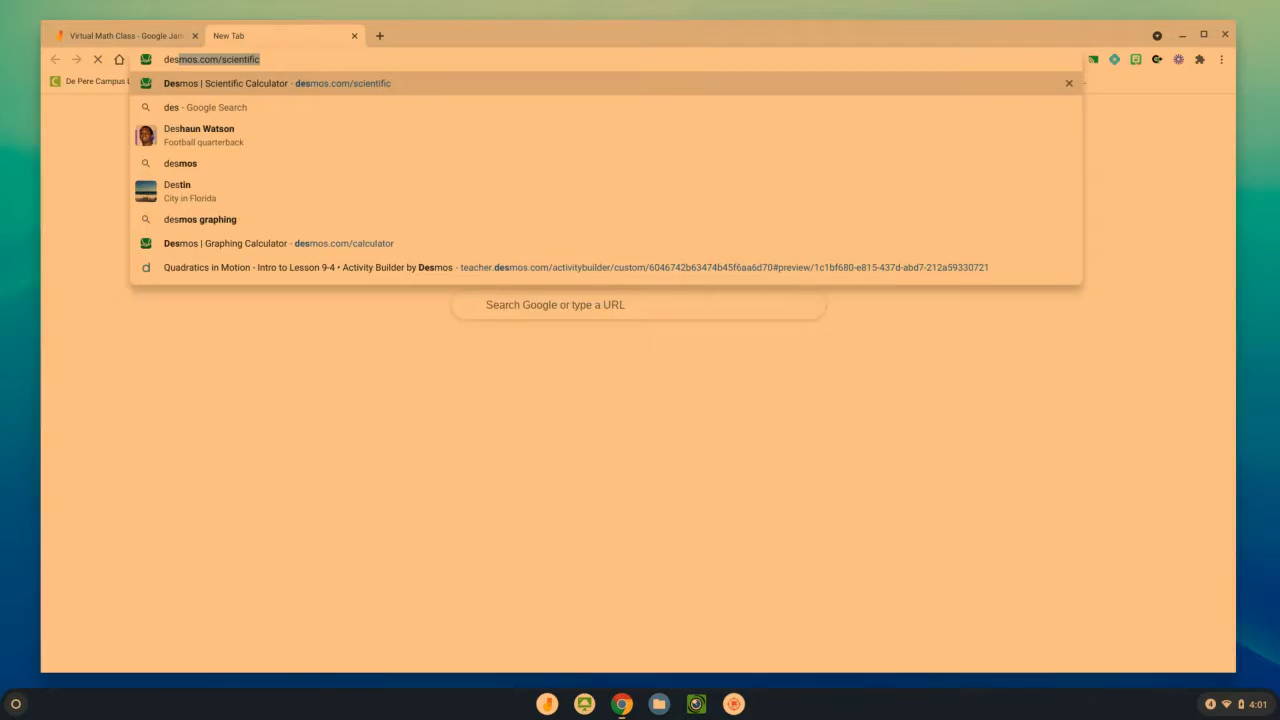 Virtual Math Class - Google Jam
New Tab
desmos.com/scientific
De Pere Campus L
Desmos | Scientific Calculator - desmos.com/scientific
des - Google Search
Deshaun Watson
Football quarterback
desmos
Destin
City in Florida
desmos graphing
Desmos | Graphing Calculator - desmos.com/calculator
Quadratics in Motion - Intro to Lesson 9-4 • Activity Builder by Desmos - teacher.desmos.com/activitybuilder/custom/6046742b63474b45f6aa6d70#preview/1c1bf680-e815-437d-abd7-212a59330721
Search Google or type a URL
4
4:01